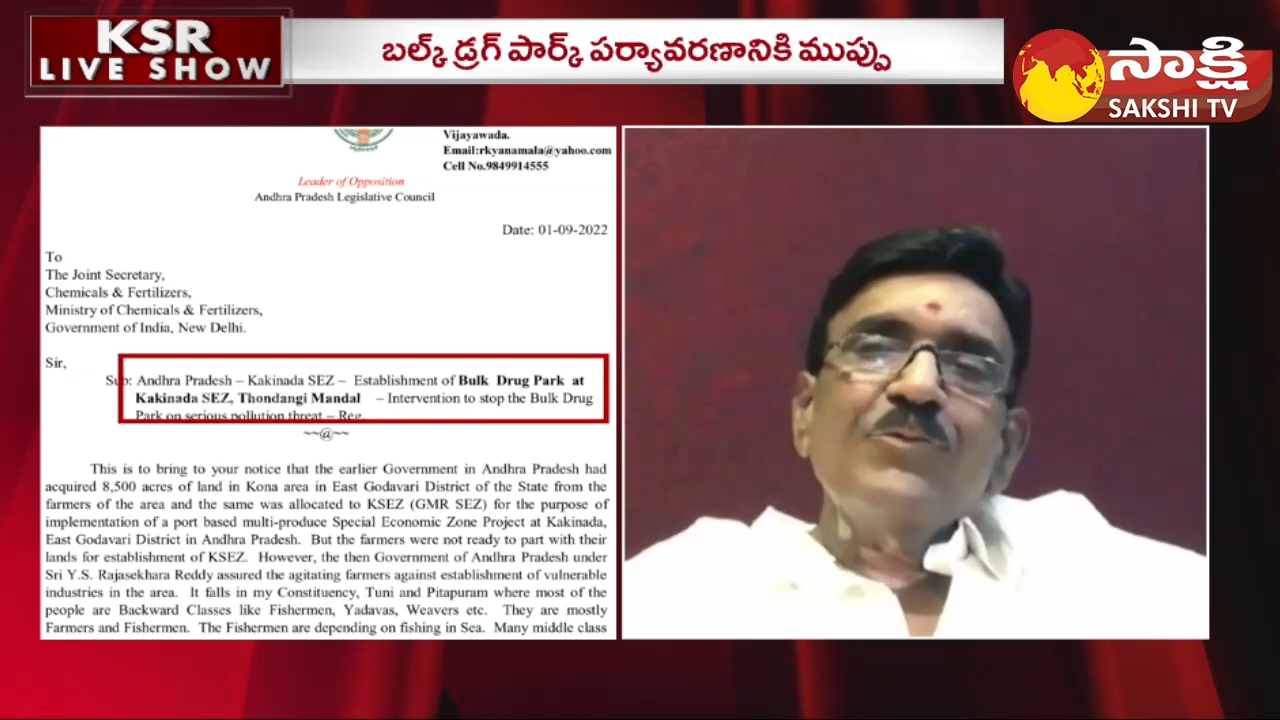 KSR
LIVE SHOW
బల్క్ డ్రగ్ పార్క్ పర్యావరణానికి ముప్పు
సాక్షి
SAKSHI TV
Vijayawada.
Email:rkyanamala@yahoo.com
Cell No.9849914555
Leader of Opposition
Andhra Pradesh Legislative Council
Date: 01-09-2022
To
The Joint Secretary,
Chemicals & Fertilizers,
Ministry of Chemicals & Fertilizers,
Government of India, New Delhi.
Sir,
Sub: Andhra Pradesh – Kakinada SEZ – Establishment of Bulk Drug Park at
Kakinada SEZ, Thondangi Mandal – Intervention to stop the Bulk Drug
Park on serious pollution threat – Reg.
~~@~~
This is to bring to your notice that the earlier Government in Andhra Pradesh had
acquired 8,500 acres of land in Kona area in East Godavari District of the State from the
farmers of the area and the same was allocated to KSEZ (GMR SEZ) for the purpose of
implementation of a port based multi-produce Special Economic Zone Project at Kakinada,
East Godavari District in Andhra Pradesh. But the farmers were not ready to part with their
lands for establishment of KSEZ. However, the then Government of Andhra Pradesh under
Sri Y.S. Rajasekhara Reddy assured the agitating farmers against establishment of vulnerable
industries in the area. It falls in my Constituency, Tuni and Pitapuram where most of the
people are Backward Classes like Fishermen, Yadavas, Weavers etc. They are mostly
Farmers and Fishermen. The Fishermen are depending on fishing in Sea. Many middle class